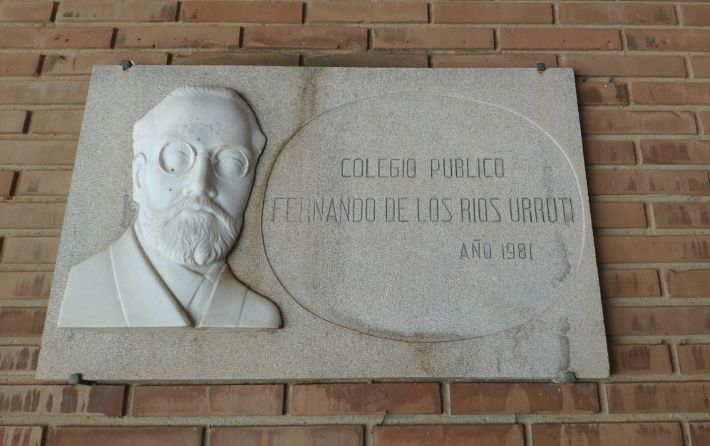 COLEGIO PUBLICO
FERNANDO DE LOS RIOS URRUTI
AÑO 1981